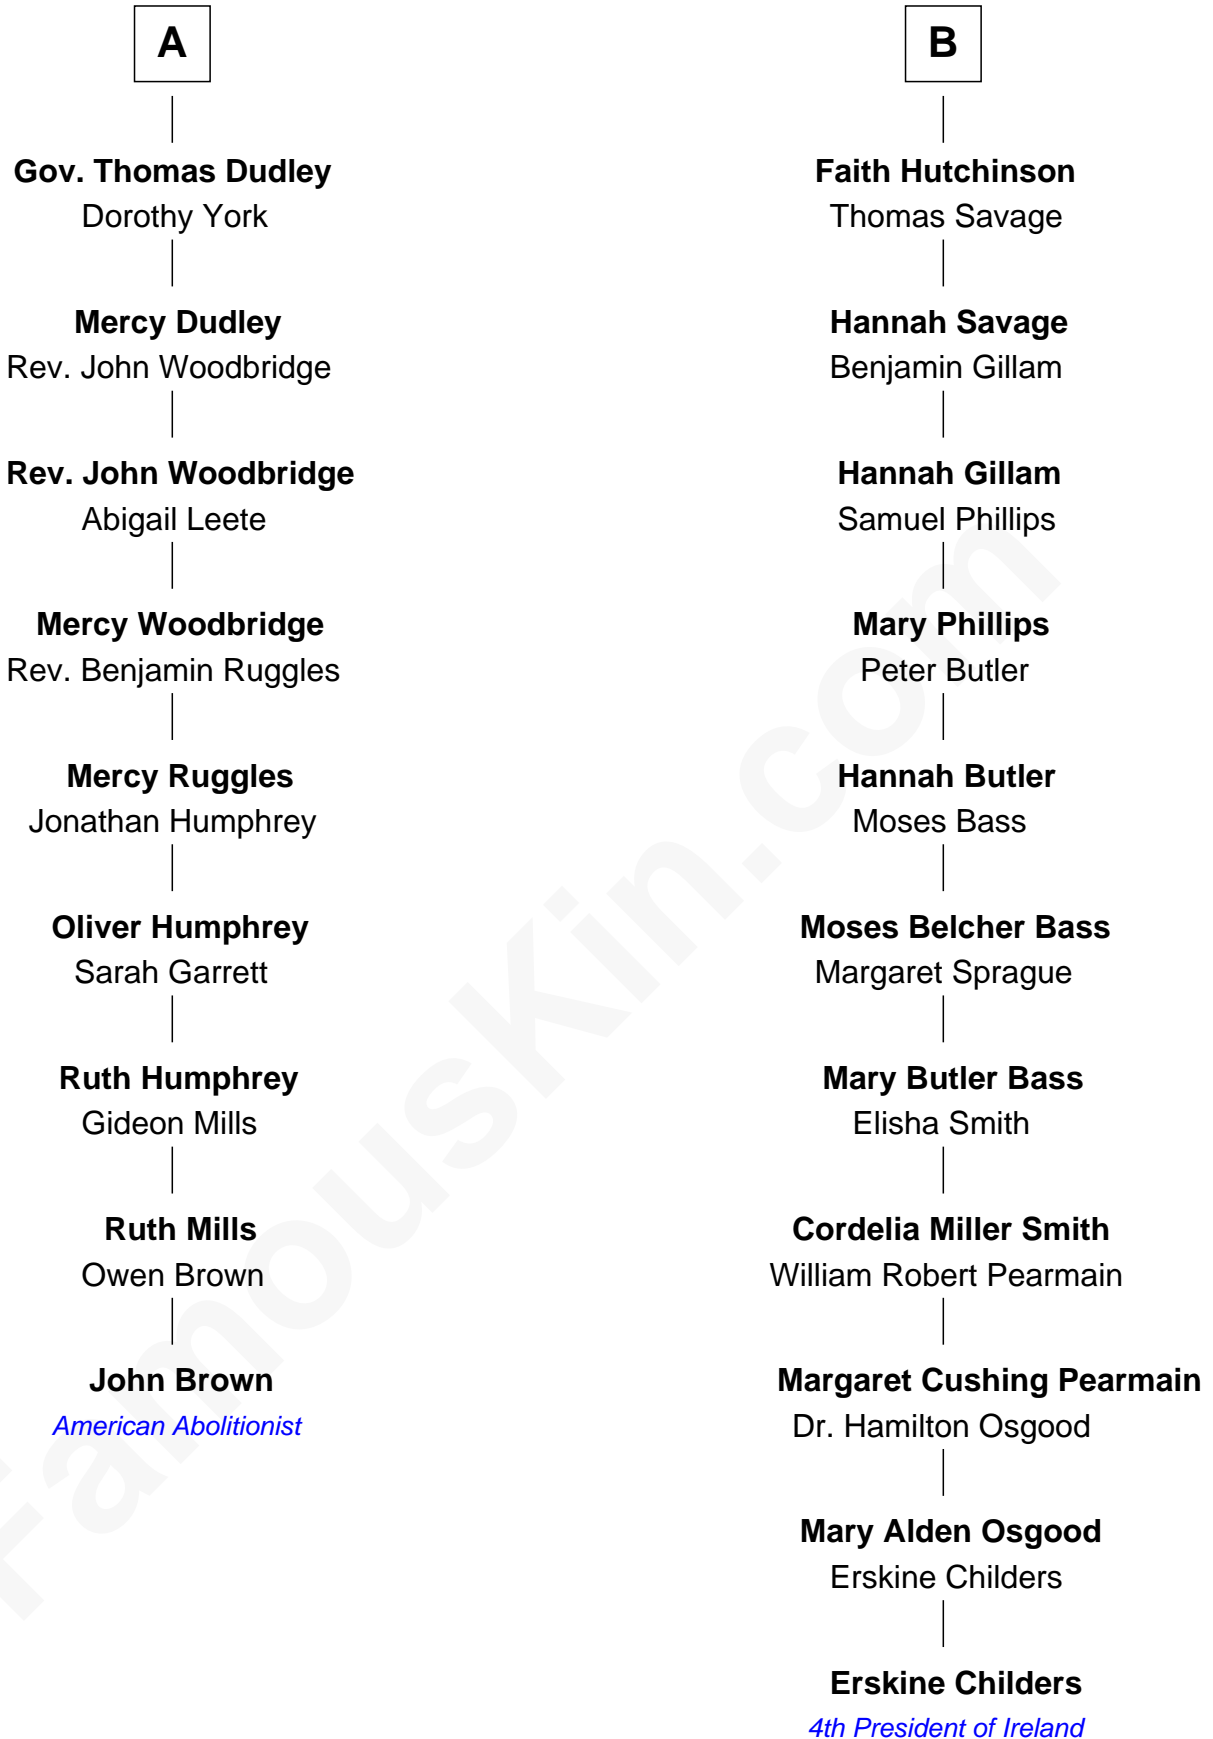 A
Gov. Thomas Dudley
Dorothy York
Mercy Dudley
Rev. John Woodbridge
Rev. John Woodbridge
Abigail Leete
Mercy Woodbridge
Rev. Benjamin Ruggles
Mercy Ruggles
Jonathan Humphrey
Oliver Humphrey
Sarah Garrett
Ruth Humphrey
Gideon Mills
Ruth Mills
Owen Brown
John Brown
American Abolitionist
B
Faith Hutchinson
Thomas Savage
Hannah Savage
Benjamin Gillam
Hannah Gillam
Samuel Phillips
Mary Phillips
Peter Butler
Hannah Butler
Moses Bass
Moses Belcher Bass
Margaret Sprague
Mary Butler Bass
Elisha Smith
Cordelia Miller Smith
William Robert Pearmain
Margaret Cushing Pearmain
Dr. Hamilton Osgood
Mary Alden Osgood
Erskine Childers
Erskine Childers
4th President of Ireland
FamousKin.com